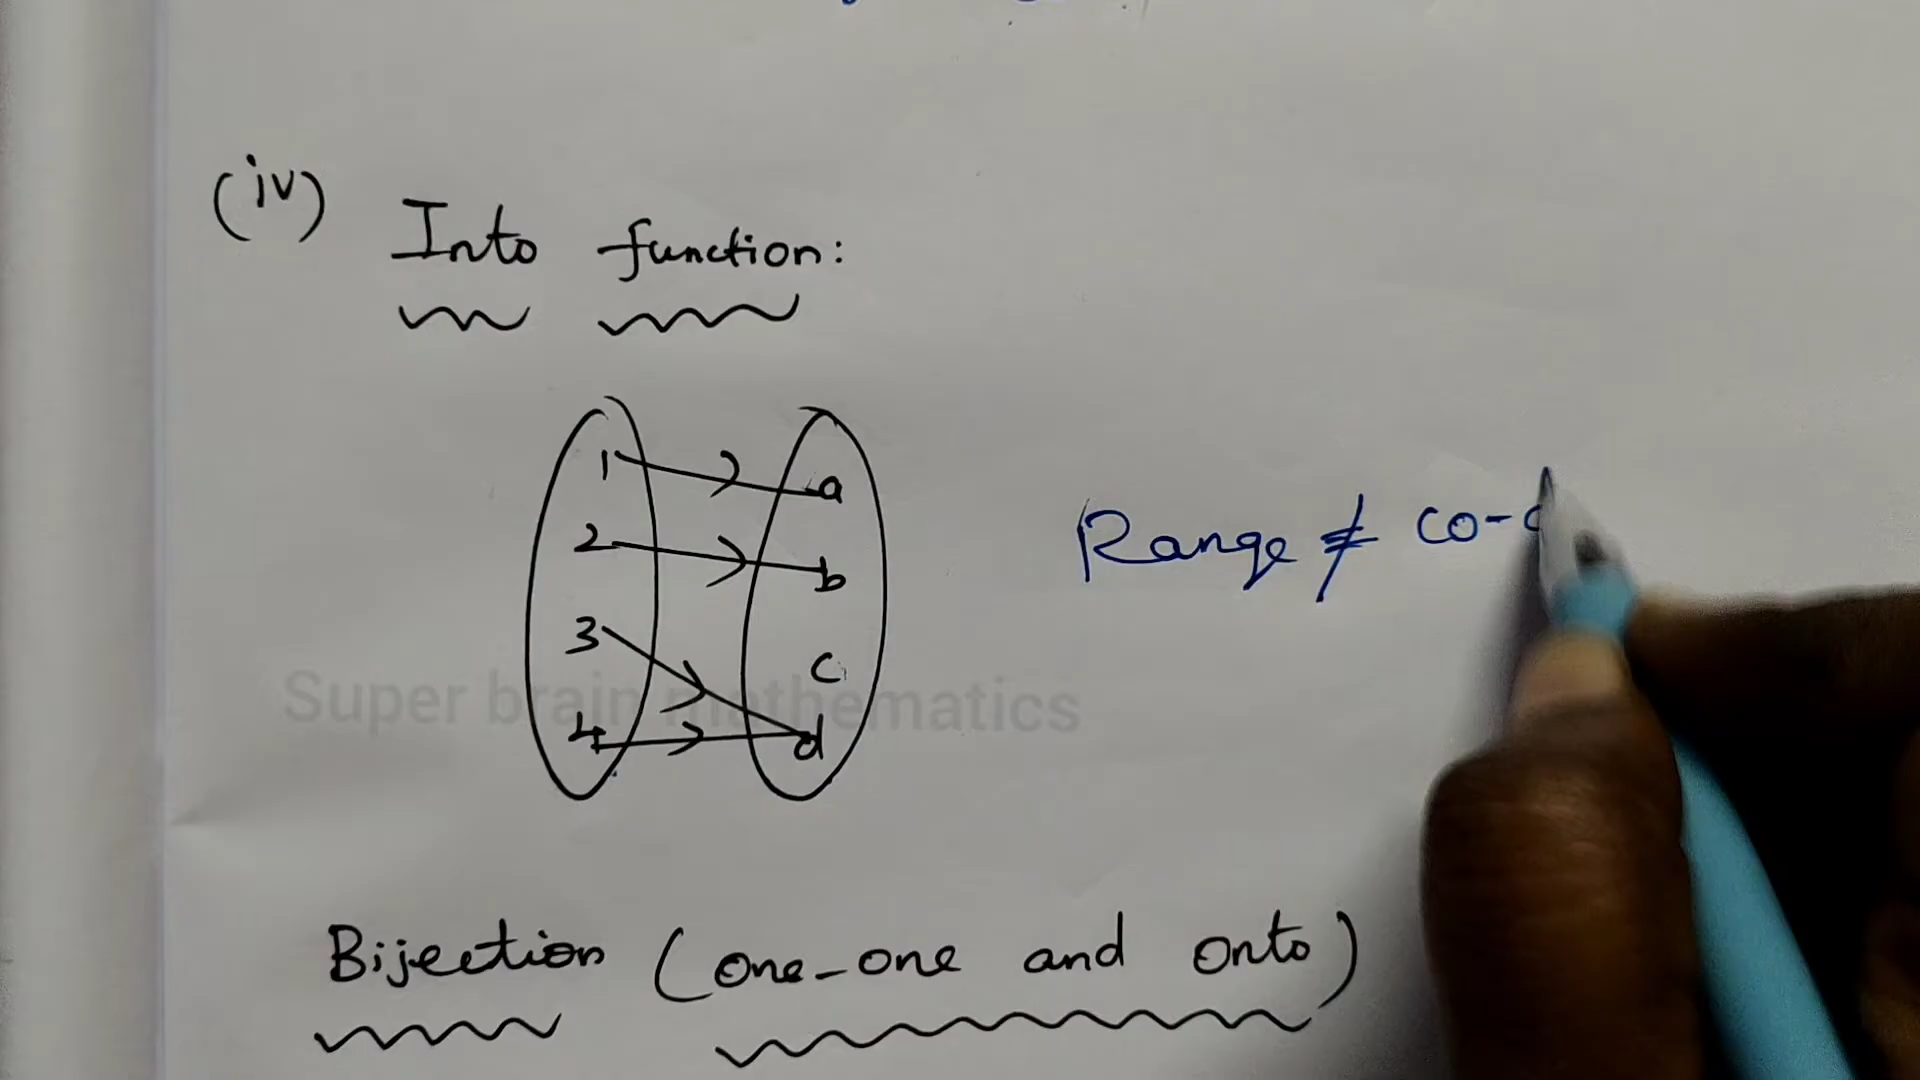 (iv) Into function:
1 a
2 b
Range ≠ co-
3 c
4 d
Super brain mathematics
Bijection (one-one and onto)